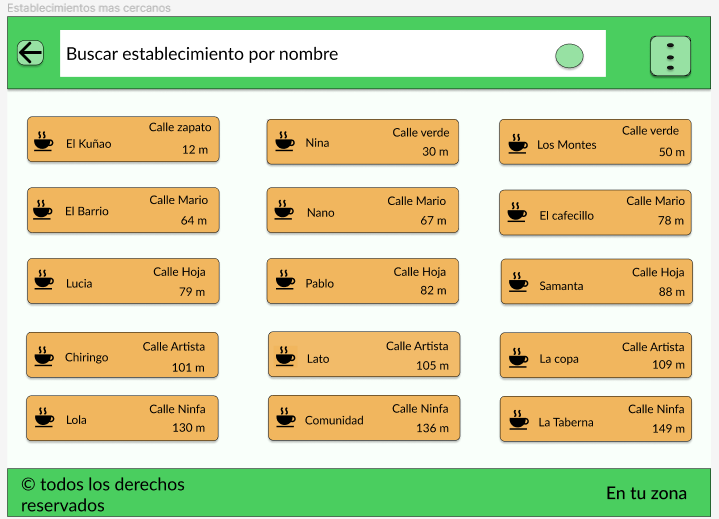 Establecimientos mas cercanos
Buscar establecimiento por nombre
El Kuñao
Calle zapato
12 m
Nina
Calle verde
30 m
Los Montes
Calle verde
50 m
El Barrio
Calle Mario
64 m
Nano
Calle Mario
67 m
El cafecillo
Calle Mario
78 m
Lucia
Calle Hoja
79 m
Pablo
Calle Hoja
82 m
Samanta
Calle Hoja
88 m
Chiringo
Calle Artista
101 m
Lato
Calle Artista
105 m
La copa
Calle Artista
109 m
Lola
Calle Ninfa
130 m
Comunidad
Calle Ninfa
136 m
La Taberna
Calle Ninfa
149 m
© todos los derechos
reservados
En tu zona